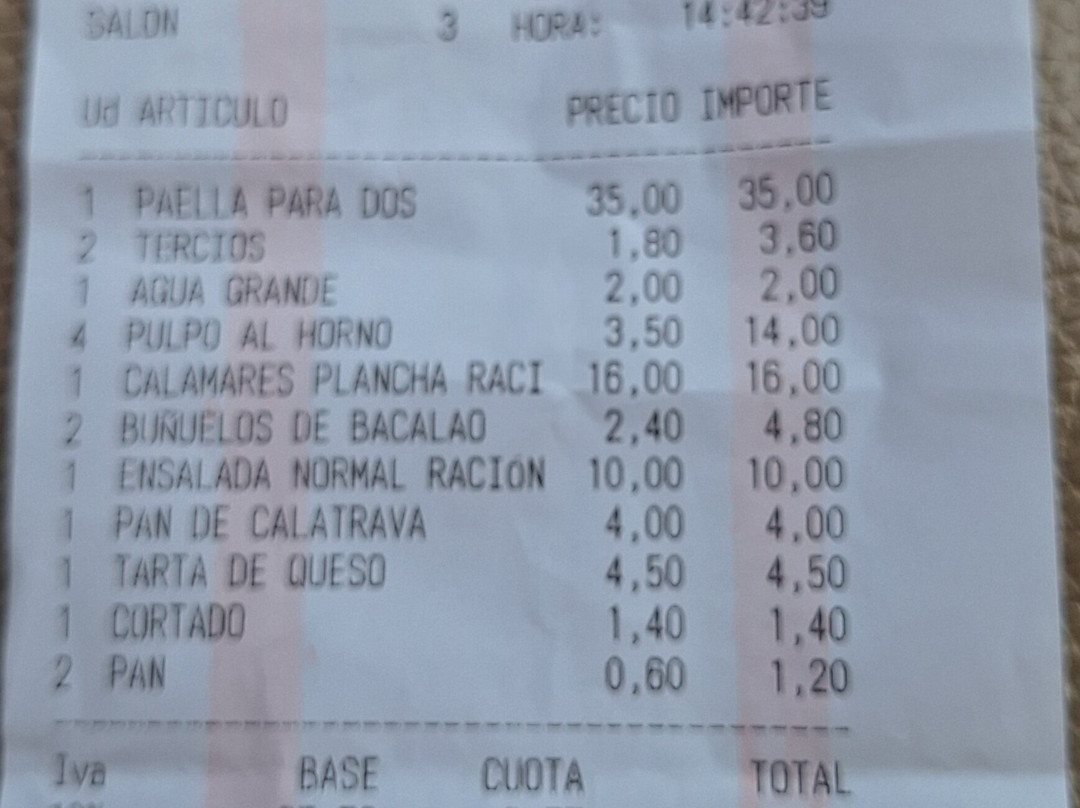 SALON 3 HORA: 14:42:39
Ud ARTICULO PRECIO IMPORTE
1 PAELLA PARA DOS 35,00 35,00
2 TERCIOS 1,80 3,60
1 AGUA GRANDE 2,00 2,00
4 PULPO AL HORNO 3,50 14,00
1 CALAMARES PLANCHA RACI 16,00 16,00
2 BUÑUELOS DE BACALAO 2,40 4,80
1 ENSALADA NORMAL RACIÓN 10,00 10,00
1 PAN DE CALATRAVA 4,00 4,00
1 TARTA DE QUESO 4,50 4,50
1 CORTADO 1,40 1,40
2 PAN 0,60 1,20
Iva BASE CUOTA TOTAL